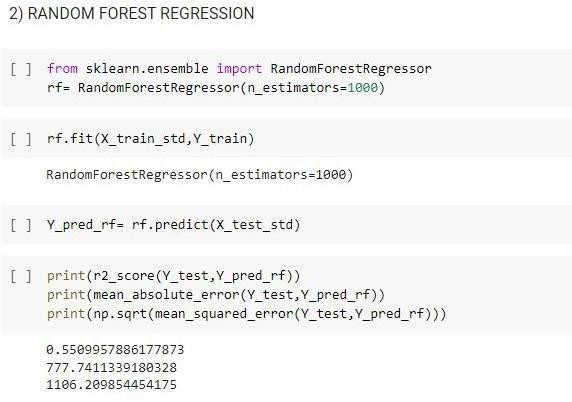 2) RANDOM FOREST REGRESSION
[ ] from sklearn.ensemble import RandomForestRegressor
rf= RandomForestRegressor(n_estimators=1000)
[ ] rf.fit(X_train_std,Y_train)
RandomForestRegressor(n_estimators=1000)
[ ] Y_pred_rf= rf.predict(X_test_std)
[ ] print(r2_score(Y_test,Y_pred_rf))
print(mean_absolute_error(Y_test,Y_pred_rf))
print(np.sqrt(mean_squared_error(Y_test,Y_pred_rf)))
0.5509957886177873
777.7411339180328
1106.209854454175